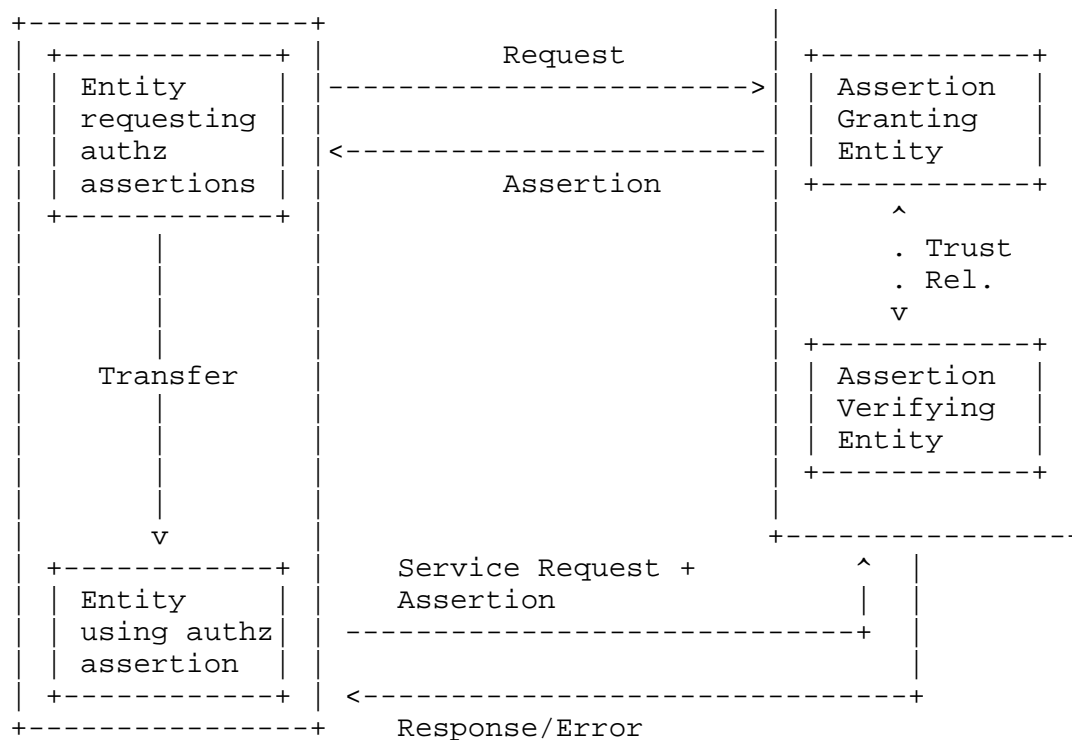 Request
Entity
requesting
authz
assertions
Assertion
Granting
Entity
Assertion
. Trust
. Rel.
v
Transfer
Assertion
Verifying
Entity
v
Service Request +
Assertion
Entity
using authz
assertion
Response/Error